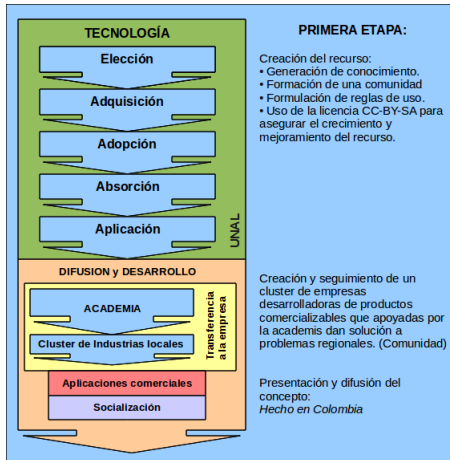 TECNOLOGÍA
Elección
Adquisición
Adopción
Absorción
Aplicación
UNAL
DIFUSION y DESARROLLO
ACADEMIA
Cluster de Industrias locales
Transferencia
a la empresa
Aplicaciones comerciales
Socialización
PRIMERA ETAPA:
Creación del recurso:
• Generación de conocimiento.
• Formación de una comunidad
• Formulación de reglas de uso.
• Uso de la licencia CC-BY-SA para
asegurar el crecimiento y
mejoramiento del recurso.
Creación y seguimiento de un
cluster de empresas
desarrolladoras de productos
comercializables que apoyadas por
la academis dan solución a
problemas regionales. (Comunidad)
Presentación y difusión del
concepto:
Hecho en Colombia